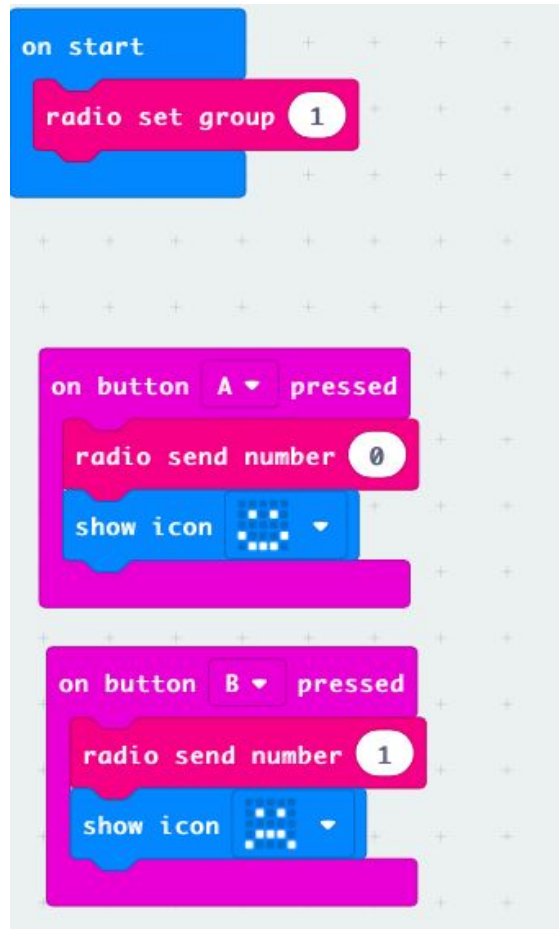 on start
radio set group 1
on button A pressed
radio send number 0
show icon
on button B pressed
radio send number 1
show icon